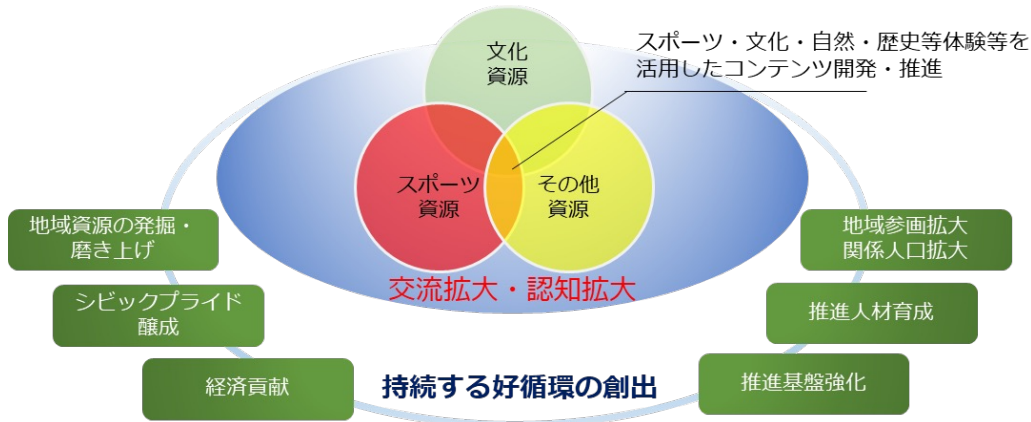 文化
資源
スポーツ・文化・自然・歴史等体験等を
活用したコンテンツ開発・推進
スポーツ
資源
その他
資源
交流拡大・認知拡大
地域資源の発掘・
磨き上げ
シビックプライド
醸成
経済貢献
持続する好循環の創出
地域参画拡大
関係人口拡大
推進人材育成
推進基盤強化